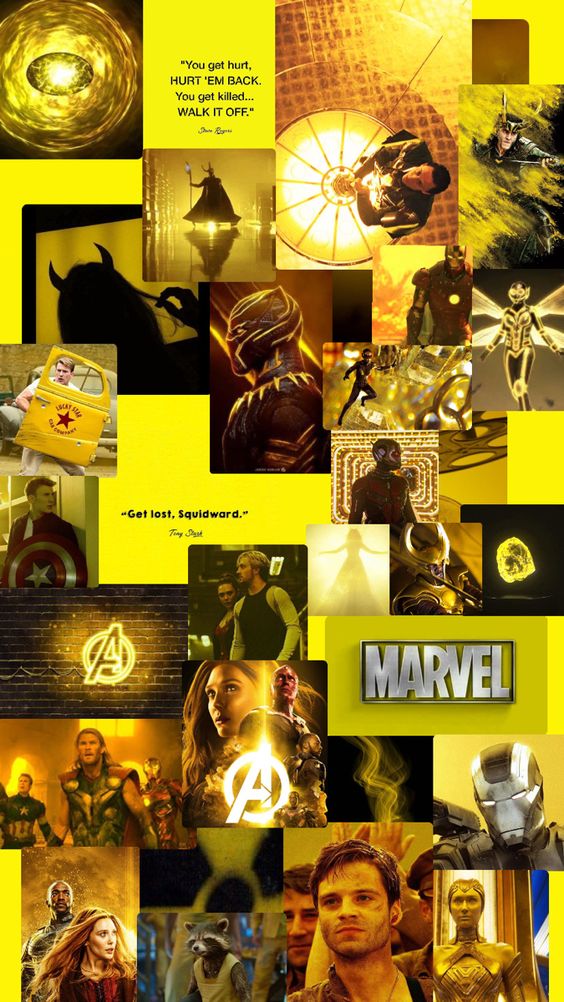 "You get hurt,
HURT 'EM BACK.
You get killed...
WALK IT OFF."
Steve Rogers
LUCKY STAR
CAB COMPANY
"Get lost, Squidward."
Tony Stark
MARVEL